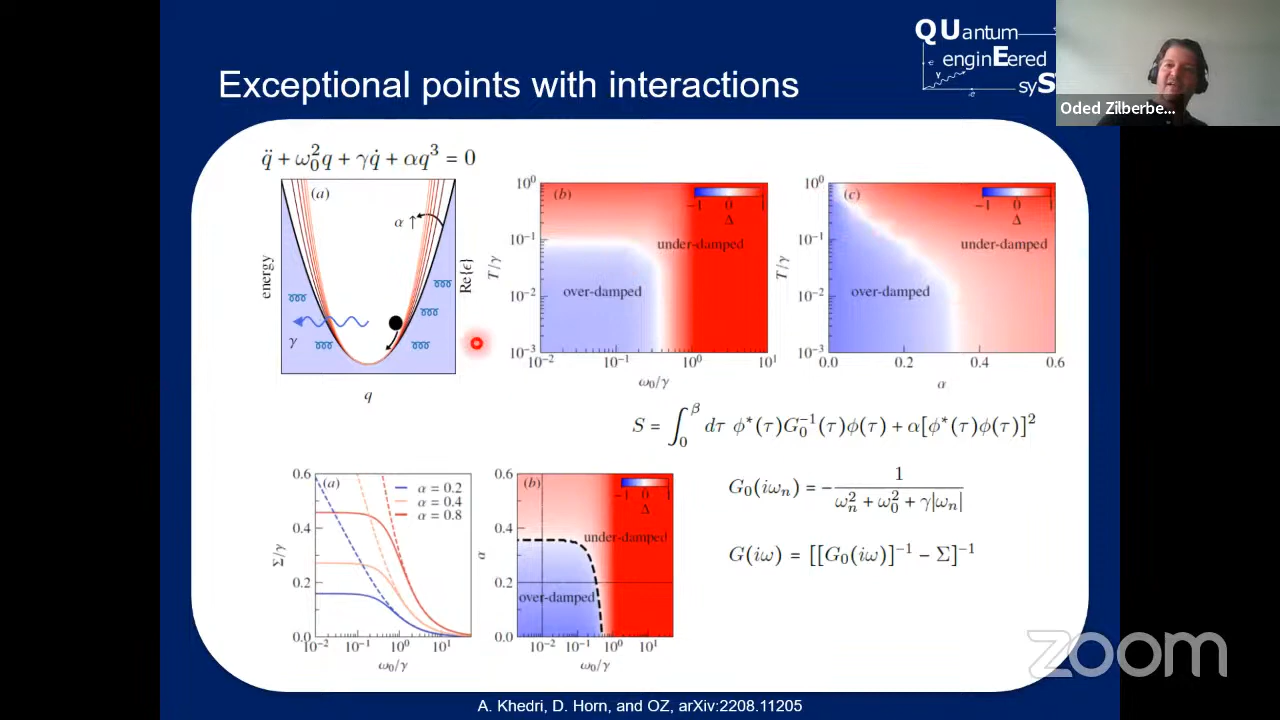 QUantum
enginEered
syS
Exceptional points with interactions
Oded Zilberbe...
q̈ + ω₀²q + γq̇ + αq³ = 0
(a)
α ↑
energy
Re{ϵ}
γ
q
(b)
−1 0
Δ
under-damped
over-damped
T/γ
10⁰
10⁻¹
10⁻²
10⁻³
10⁻² 10⁻¹ 10⁰ 10¹
ω₀/γ
(c)
−1 0
Δ
under-damped
over-damped
T/γ
10⁰
10⁻¹
10⁻²
10⁻³
0.0 0.2 0.4 0.6
α
S = ∫₀^β dτ φ*(τ)G₀⁻¹(τ)φ(τ) + α[φ*(τ)φ(τ)]²
(a)
α = 0.2
α = 0.4
α = 0.8
Σ/γ
0.6
0.4
0.2
0.0
10⁻² 10⁻¹ 10⁰ 10¹
ω₀/γ
(b)
−1 0
Δ
under-damped
over-damped
α
0.6
0.4
0.2
0.0
10⁻² 10⁻¹ 10⁰ 10¹
ω₀/γ
G₀(iωₙ) = − 1 / (ωₙ² + ω₀² + γ|ωₙ|)
G(iω) = [[G₀(iω)]⁻¹ − Σ]⁻¹
zoom
A. Khedri, D. Horn, and OZ, arXiv:2208.11205